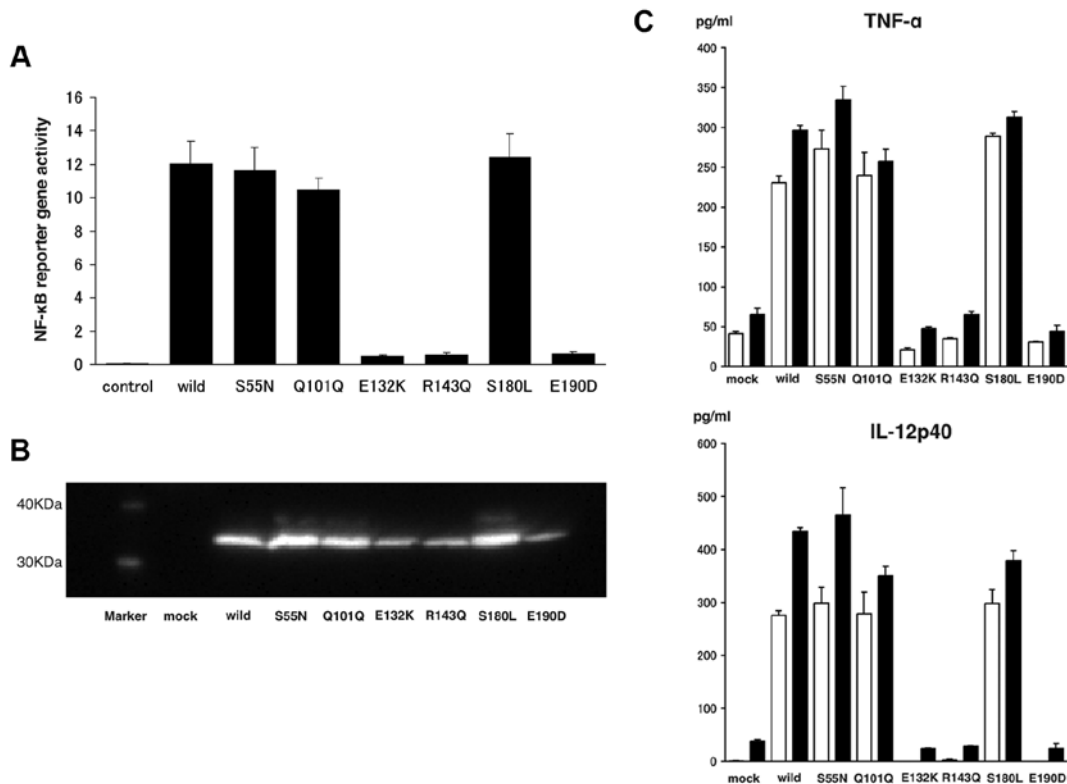 A
NF-κB reporter gene activity
16
14
12
10
8
6
4
2
0
control wild S55N Q101Q E132K R143Q S180L E190D
B
40KDa
30KDa
Marker mock wild S55N Q101Q E132K R143Q S180L E190D
C
pg/ml
TNF-α
400
350
300
250
200
150
100
50
0
mock wild S55N Q101Q E132K R143Q S180L E190D
pg/ml
IL-12p40
600
500
400
300
200
100
0
mock wild S55N Q101Q E132K R143Q S180L E190D